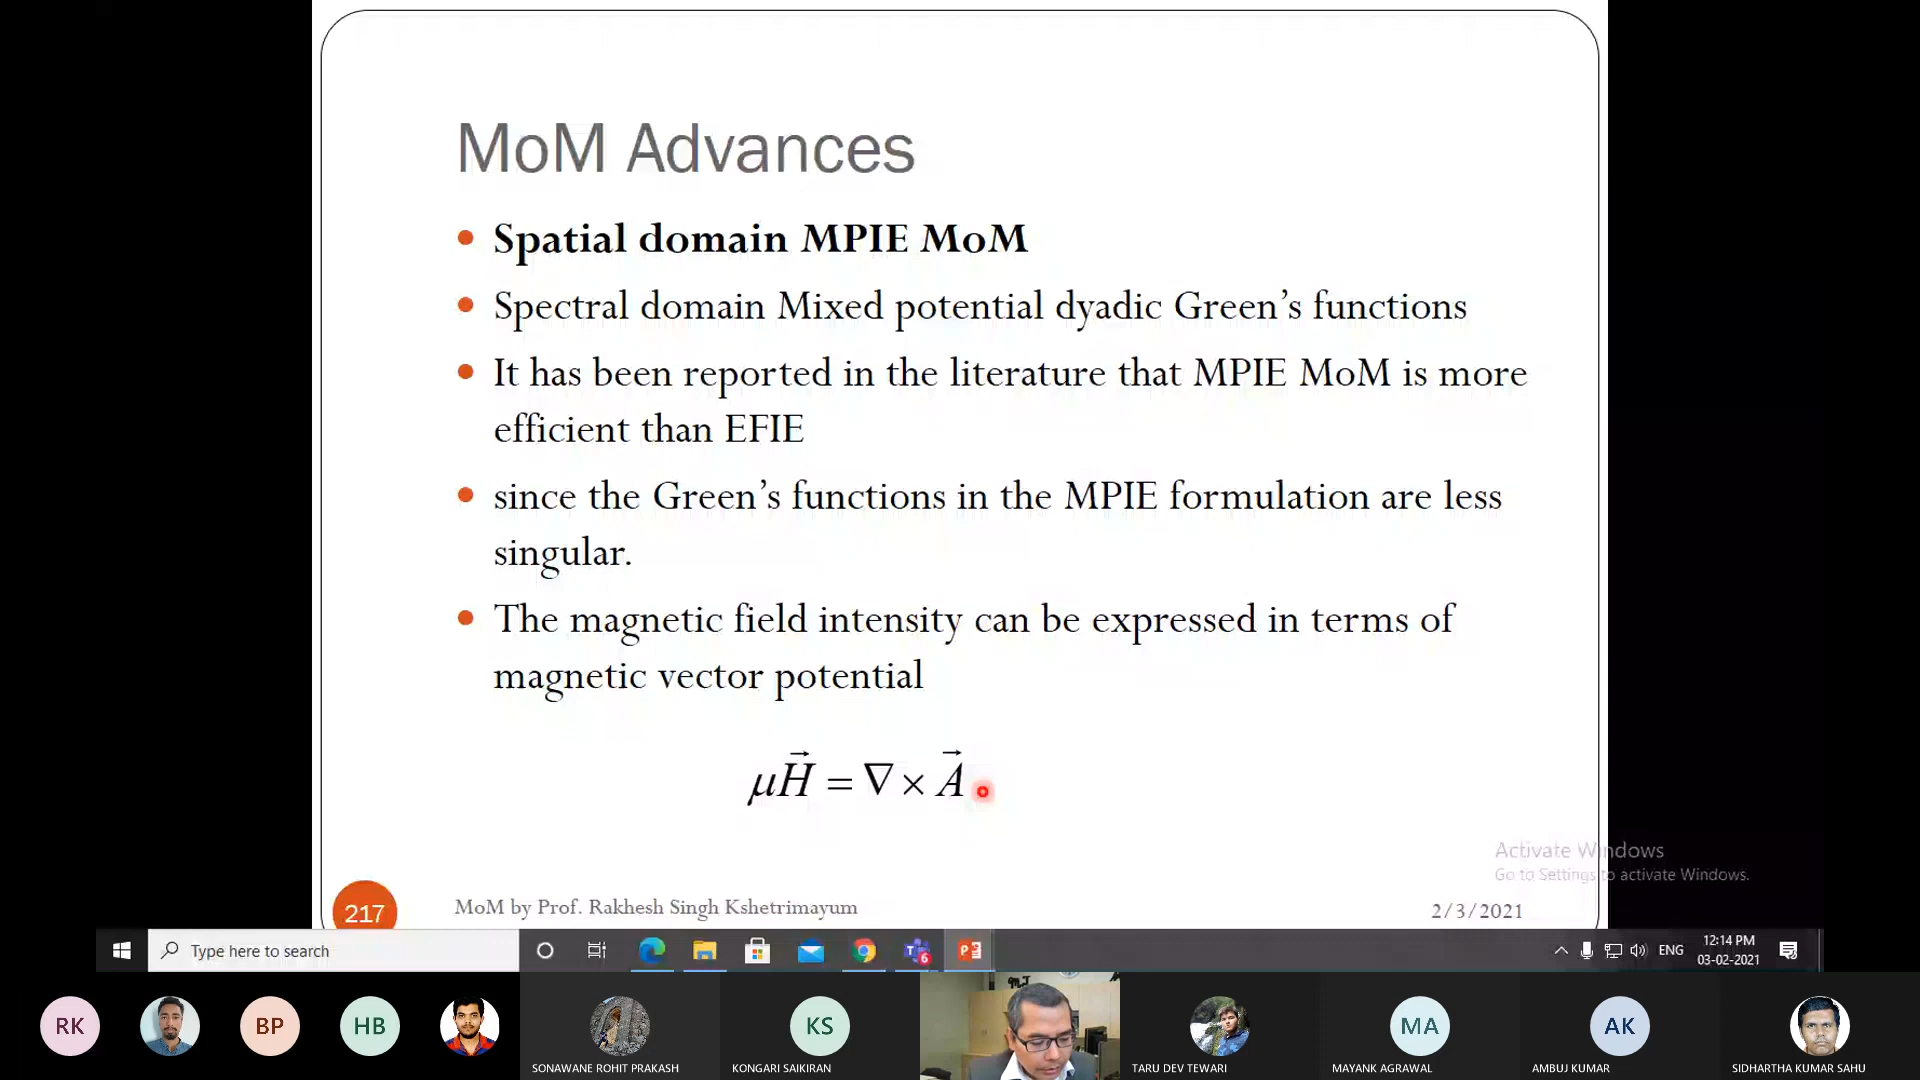 MoM Advances
• Spatial domain MPIE MoM
• Spectral domain Mixed potential dyadic Green's functions
• It has been reported in the literature that MPIE MoM is more
efficient than EFIE
• since the Green's functions in the MPIE formulation are less
singular.
• The magnetic field intensity can be expressed in terms of
magnetic vector potential
μH⃗ = ∇ × A⃗
Activate Windows
Go to Settings to activate Windows.
217
MoM by Prof. Rakhesh Singh Kshetrimayum
2/3/2021
Type here to search
6
ENG
12:14 PM
03-02-2021
RK
BP
HB
KS
MA
AK
SONAWANE ROHIT PRAKASH
KONGARI SAIKIRAN
TARU DEV TEWARI
MAYANK AGRAWAL
AMBUJ KUMAR
SIDHARTHA KUMAR SAHU